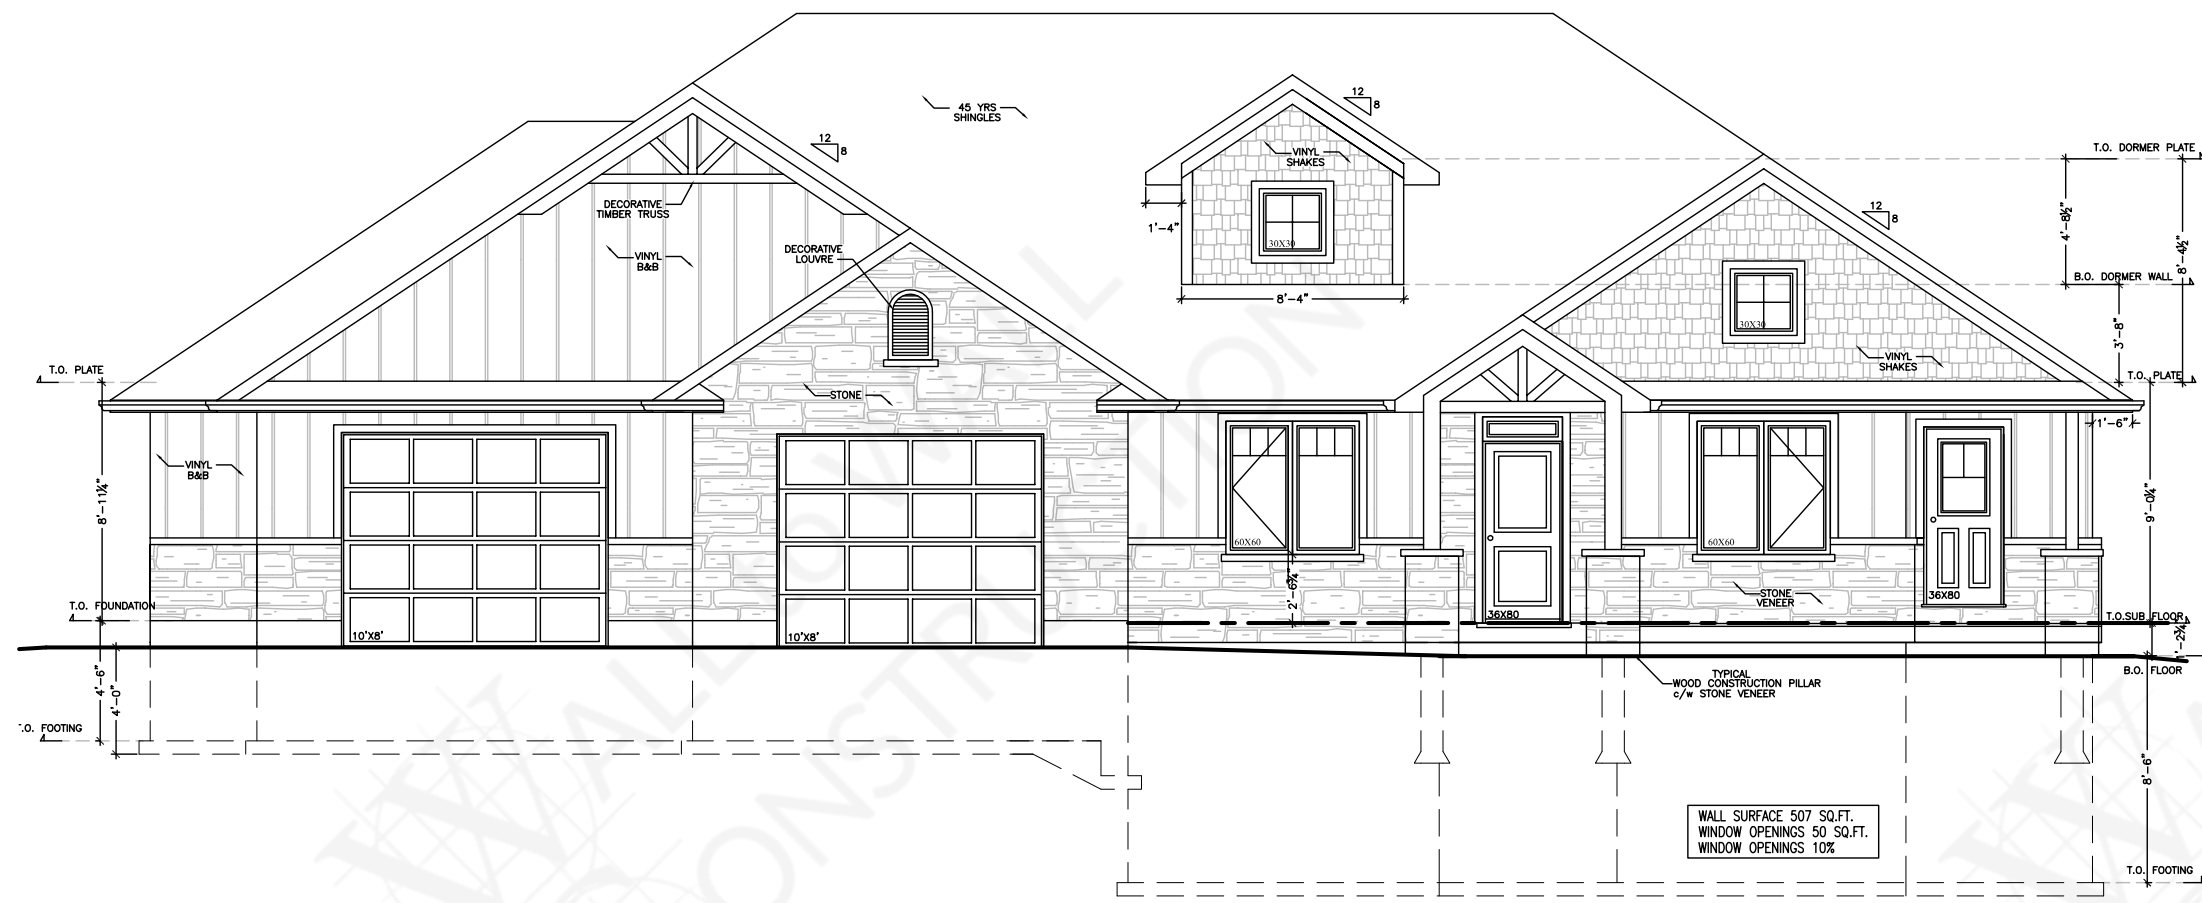 45 YRS
SHINGLES
12
8
12
8
12
8
T.O. DORMER PLATE
VINYL
SHAKES
DECORATIVE
TIMBER TRUSS
1'-4"
4'-8½"
8'-4½"
30X30
DECORATIVE
LOUVRE
VINYL
B&B
B.O. DORMER WALL
8'-4"
30X30
3'-8"
VINYL
SHAKES
T.O. PLATE
T.O. PLATE
STONE
1'-6"
VINYL
B&B
8'-11¼"
9'-0¼"
60X60
60X60
2'-6¾"
STONE
VENEER
36X80
T.O. FOUNDATION
36X80
T.O.SUB FLOOR
10'X8'
10'X8'
1'-2¾"
4'-6"
4'-0"
B.O. FLOOR
TYPICAL
WOOD CONSTRUCTION PILLAR
c/w STONE VENEER
T.O. FOOTING
8'-6"
WALL SURFACE 507 SQ.FT.
WINDOW OPENINGS 50 SQ.FT.
WINDOW OPENINGS 10%
T.O. FOOTING
WALL TO WALL
CONSTRUCTION